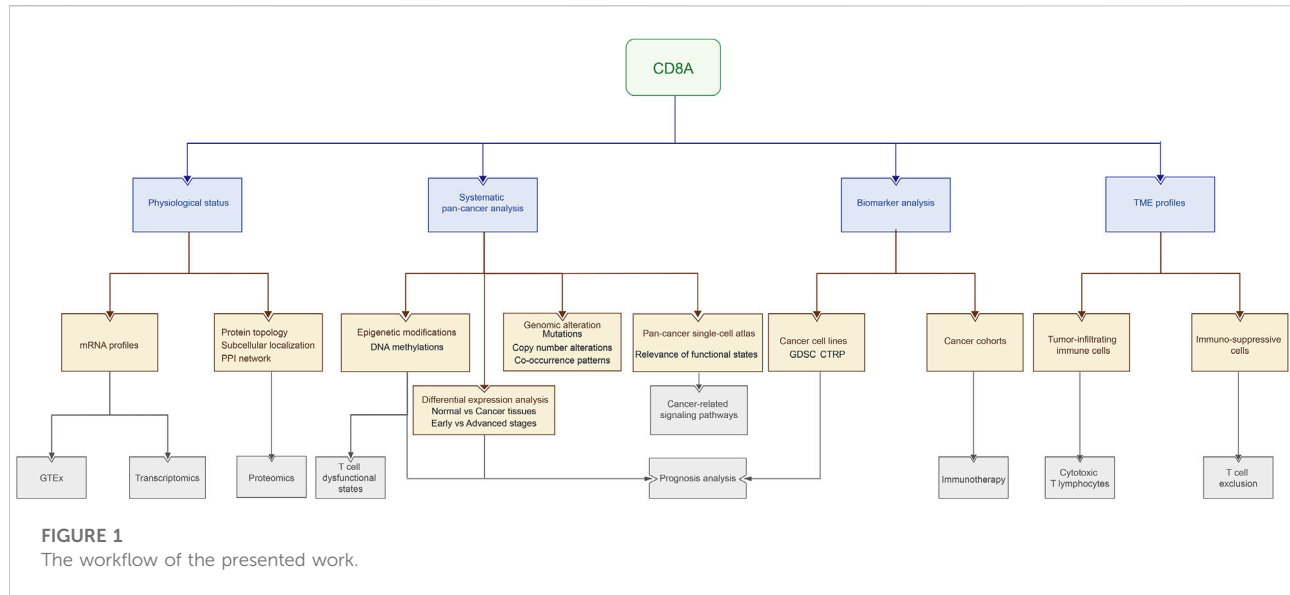 CD8A
Physiological status
Systematic
pan-cancer analysis
Biomarker analysis
TME profiles
mRNA profiles
Protein topology
Subcellular localization
PPI network
Epigenetic modifications
DNA methylations
Genomic alteration
Mutations
Copy number alterations
Co-occurrence patterns
Pan-cancer single-cell atlas
Relevance of functional states
Cancer cell lines
GDSC CTRP
Cancer cohorts
Tumor-infiltrating
immune cells
Immuno-suppressive
cells
Differential expression analysis
Normal vs Cancer tissues
Early vs Advanced stages
Cancer-related
signaling pathways
GTEx
Transcriptomics
Proteomics
T cell
dysfunctional
states
Prognosis analysis
Immunotherapy
Cytotoxic
T lymphocytes
T cell
exclusion
FIGURE 1
The workflow of the presented work.